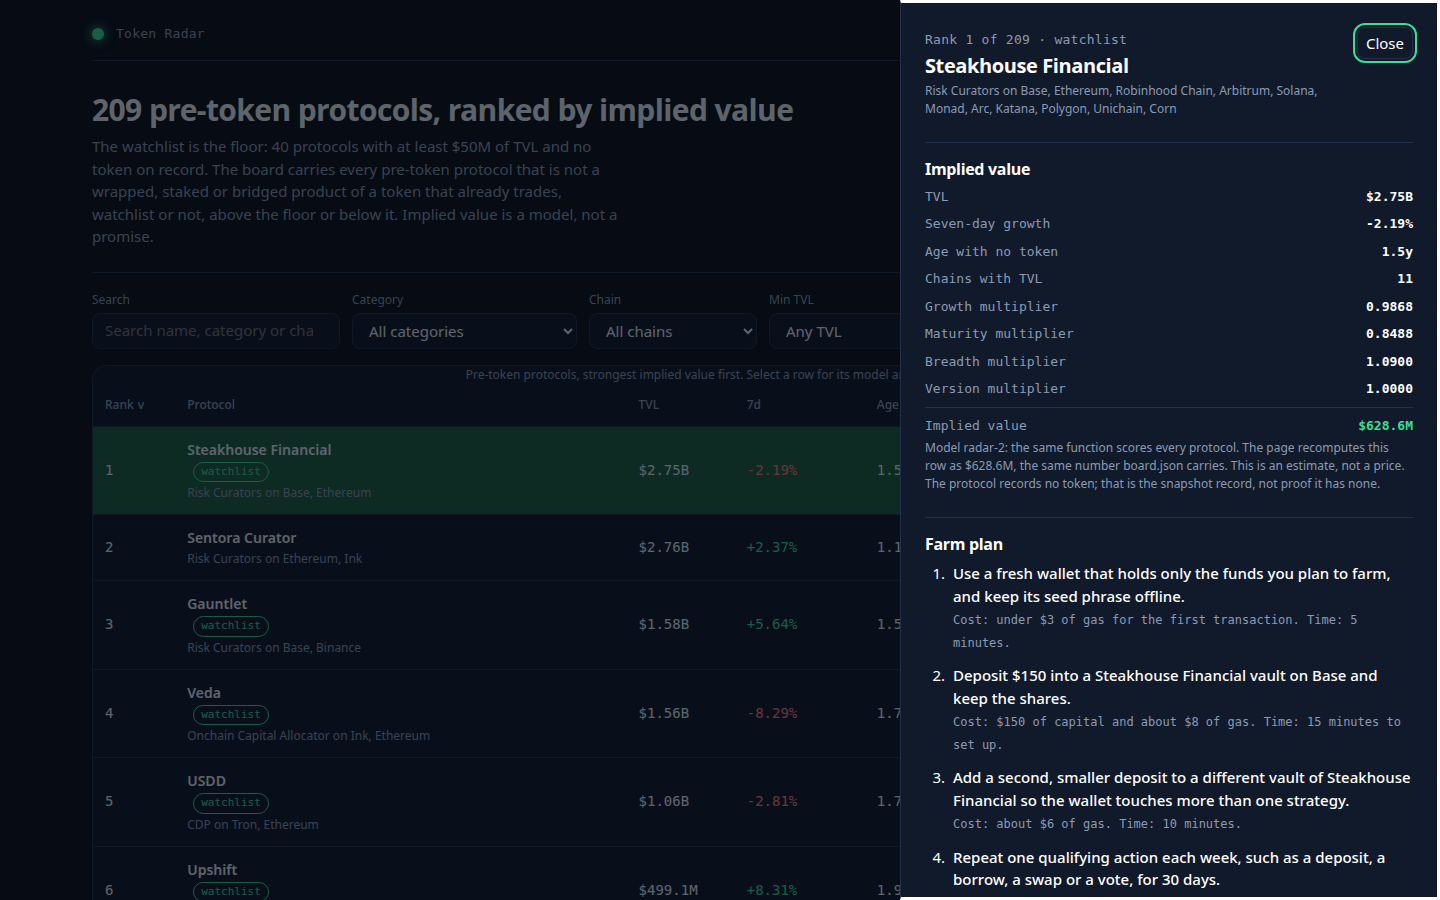 Token Radar
209 pre-token protocols, ranked by implied value
The watchlist is the floor: 40 protocols with at least $50M of TVL and no
token on record. The board carries every pre-token protocol that is not a
wrapped, staked or bridged product of a token that already trades,
watchlist or not, above the floor or below it. Implied value is a model, not a
promise.
Search
Category
Chain
Min TVL
Search name, category or cha
All categories
All chains
Any TVL
Pre-token protocols, strongest implied value first. Select a row for its model
Rank v
Protocol
TVL
7d
Age
1
Steakhouse Financial
watchlist
Risk Curators on Base, Ethereum
$2.75B
-2.19%
1.5
2
Sentora Curator
Risk Curators on Ethereum, Ink
$2.76B
+2.37%
1.1
3
Gauntlet
watchlist
Risk Curators on Base, Binance
$1.58B
+5.64%
1.5
4
Veda
watchlist
Onchain Capital Allocator on Ink, Ethereum
$1.56B
-8.29%
1.7
5
USDD
watchlist
CDP on Tron, Ethereum
$1.06B
-2.81%
1.7
6
Upshift
watchlist
$499.1M
+8.31%
1.9
Rank 1 of 209 · watchlist
Close
Steakhouse Financial
Risk Curators on Base, Ethereum, Robinhood Chain, Arbitrum, Solana,
Monad, Arc, Katana, Polygon, Unichain, Corn
Implied value
TVL $2.75B
Seven-day growth -2.19%
Age with no token 1.5y
Chains with TVL 11
Growth multiplier 0.9868
Maturity multiplier 0.8488
Breadth multiplier 1.0900
Version multiplier 1.0000
Implied value $628.6M
Model radar-2: the same function scores every protocol. The page recomputes this
row as $628.6M, the same number board.json carries. This is an estimate, not a price.
The protocol records no token; that is the snapshot record, not proof it has none.
Farm plan
1. Use a fresh wallet that holds only the funds you plan to farm,
and keep its seed phrase offline.
Cost: under $3 of gas for the first transaction. Time: 5
minutes.
2. Deposit $150 into a Steakhouse Financial vault on Base and
keep the shares.
Cost: $150 of capital and about $8 of gas. Time: 15 minutes to
set up.
3. Add a second, smaller deposit to a different vault of Steakhouse
Financial so the wallet touches more than one strategy.
Cost: about $6 of gas. Time: 10 minutes.
4. Repeat one qualifying action each week, such as a deposit, a
borrow, a swap or a vote, for 30 days.